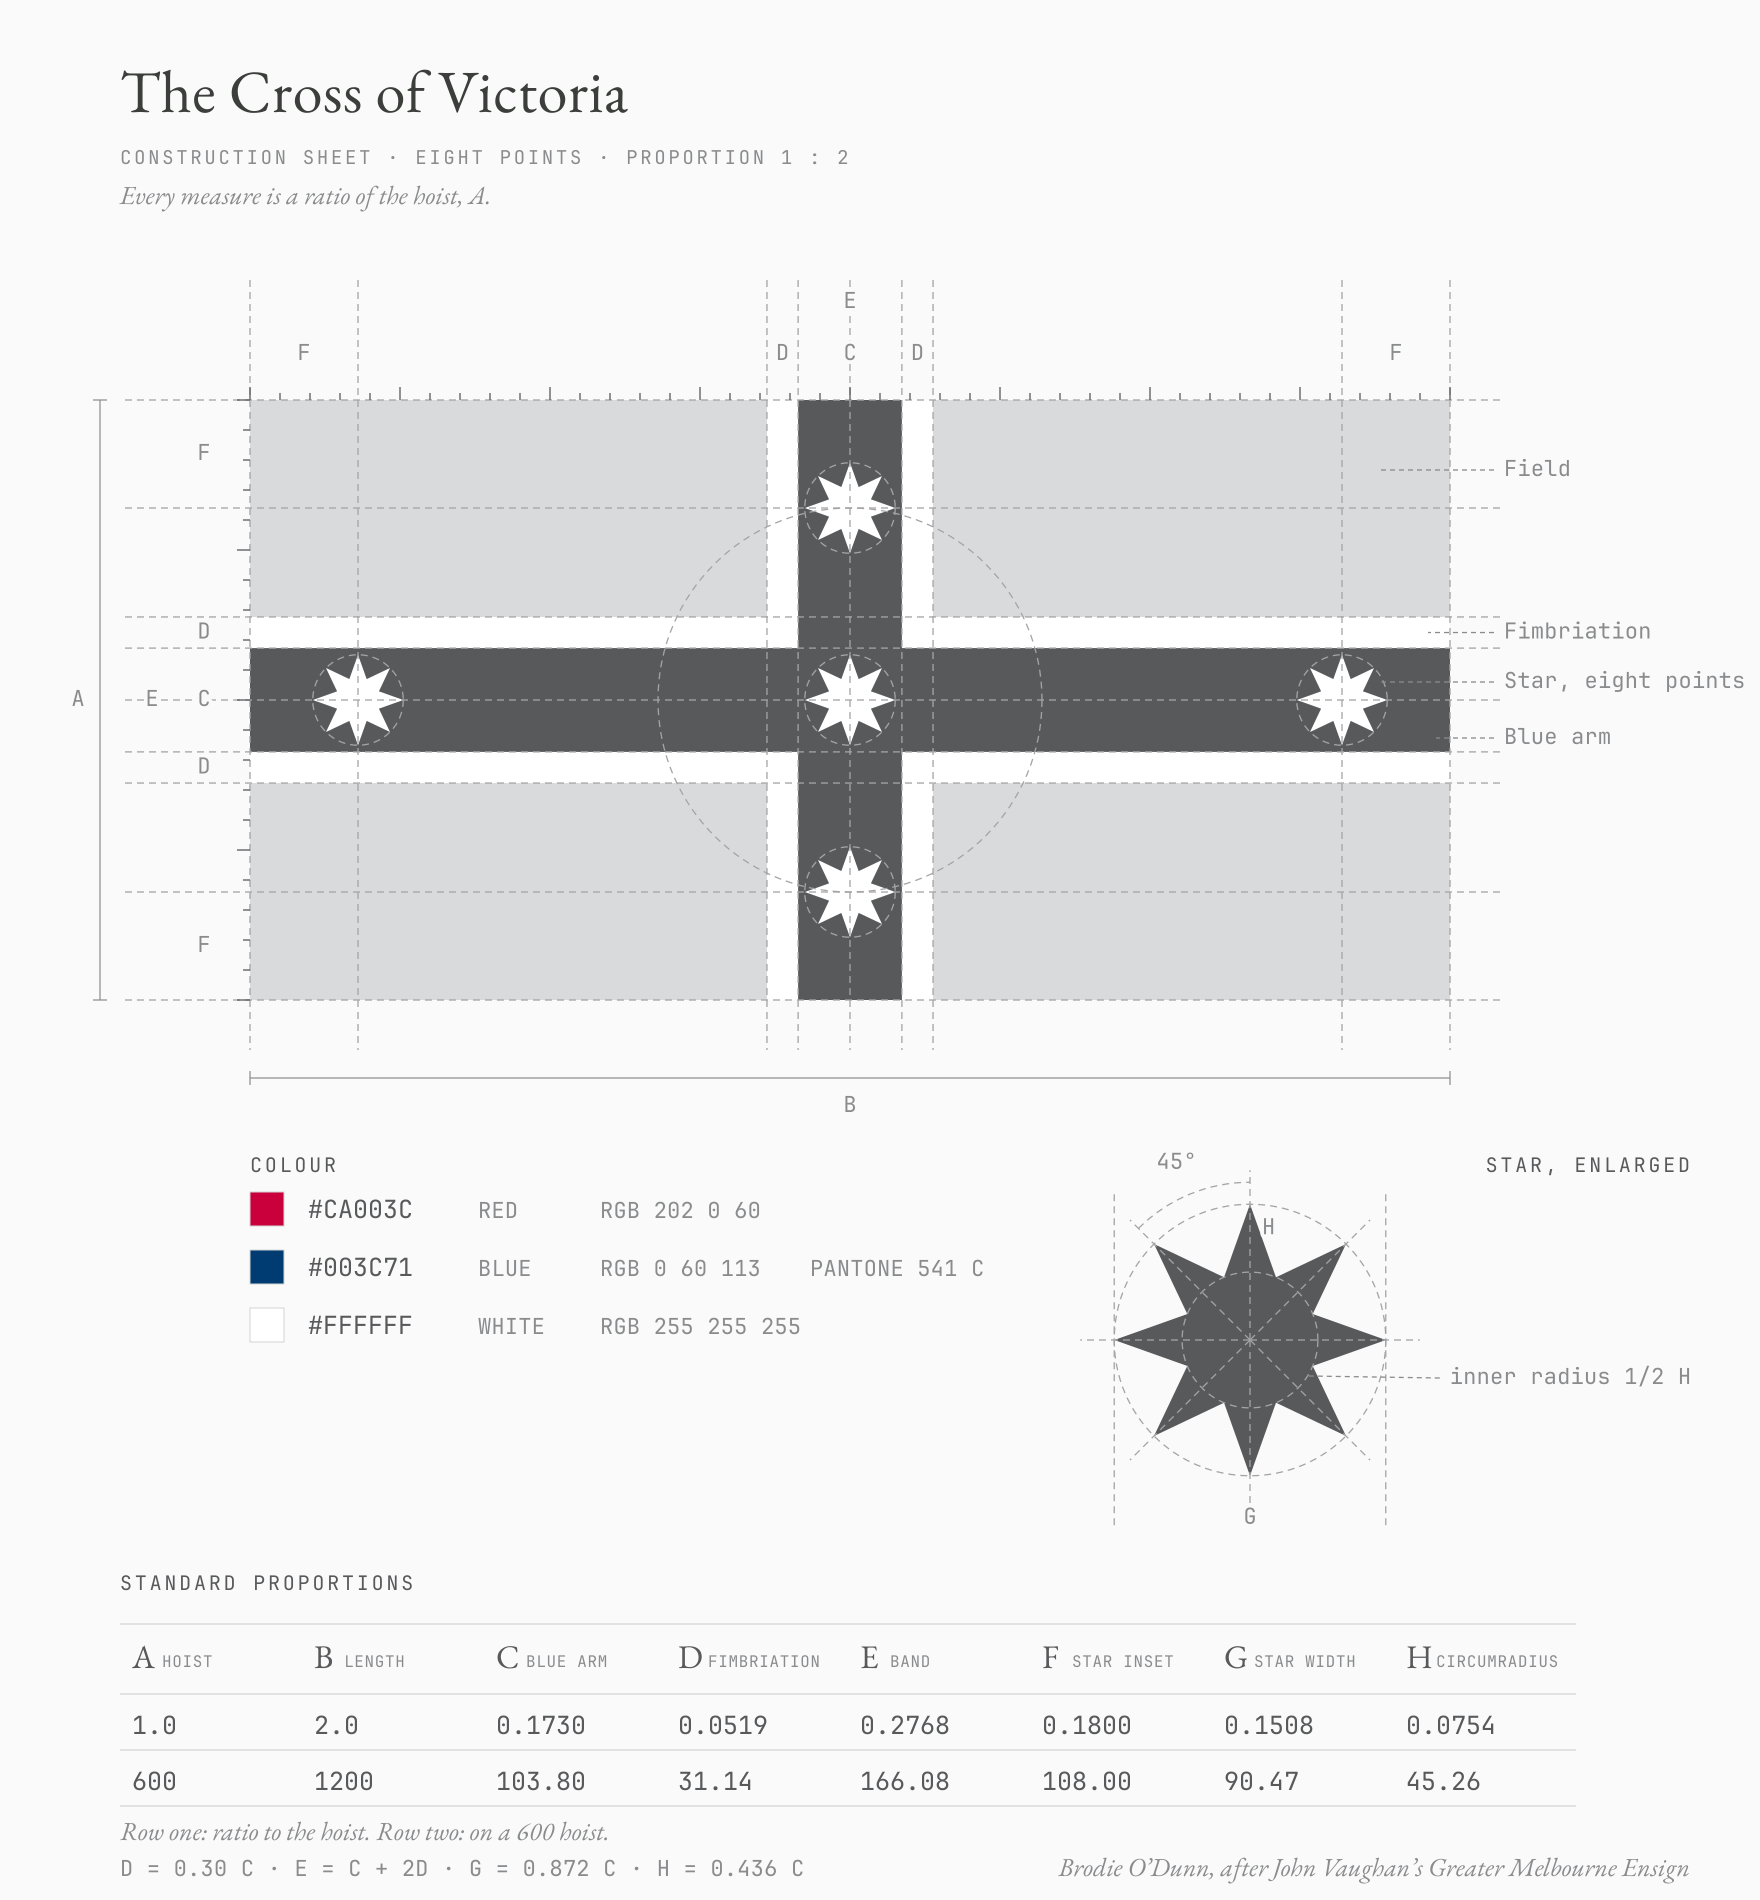 The Cross of Victoria
CONSTRUCTION SHEET · EIGHT POINTS · PROPORTION 1 : 2
Every measure is a ratio of the hoist, A.
E
F D C D F
F
Field
D
Fimbriation
Star, eight points
A E C
Blue arm
D
F
B
COLOUR
#CA003C RED RGB 202 0 60
#003C71 BLUE RGB 0 60 113 PANTONE 541 C
#FFFFFF WHITE RGB 255 255 255
45°
STAR, ENLARGED
H
inner radius 1/2 H
G
STANDARD PROPORTIONS
A HOIST B LENGTH C BLUE ARM D FIMBRIATION E BAND F STAR INSET G STAR WIDTH H CIRCUMRADIUS
1.0 2.0 0.1730 0.0519 0.2768 0.1800 0.1508 0.0754
600 1200 103.80 31.14 166.08 108.00 90.47 45.26
Row one: ratio to the hoist. Row two: on a 600 hoist.
D = 0.30 C · E = C + 2D · G = 0.872 C · H = 0.436 C
Brodie O’Dunn, after John Vaughan’s Greater Melbourne Ensign